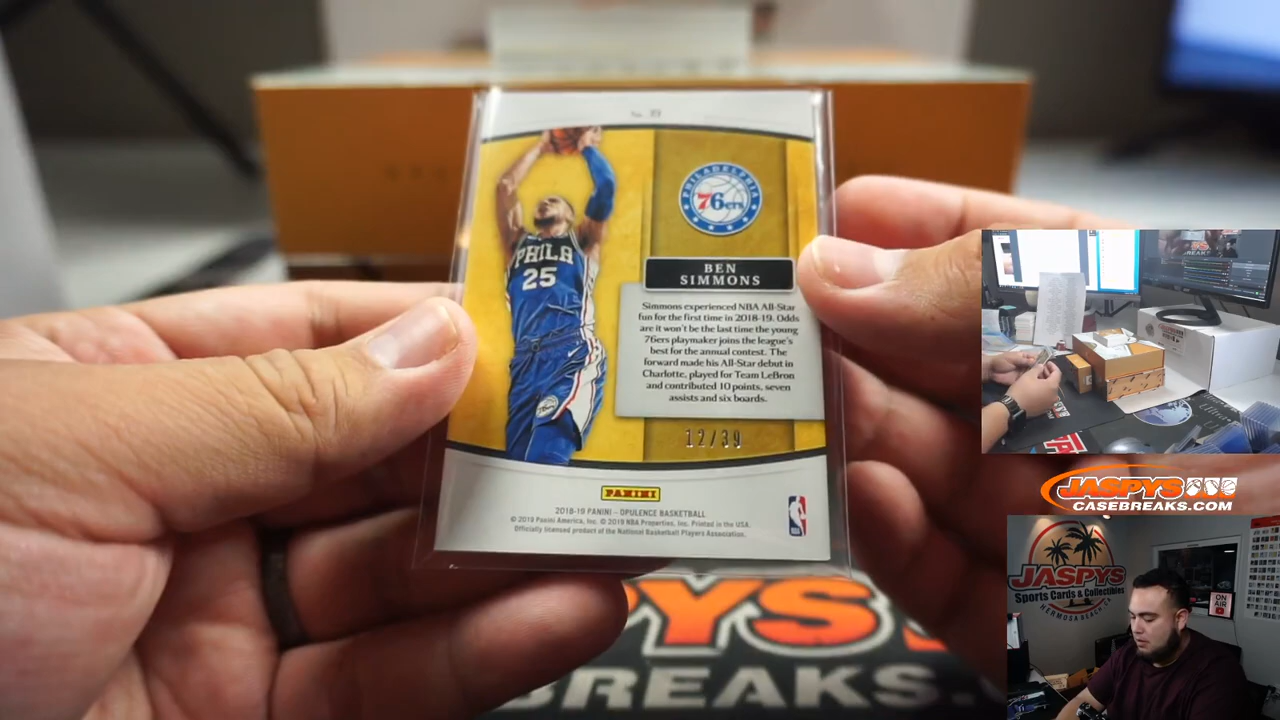 PHILADELPHIA
76ers
PHILA
25
BEN
SIMMONS
Simmons experienced NBA All-Star
fun for the first time in 2018-19. Odds
are it won't be the last time the young
76ers playmaker joins the league's
best for the annual contest. The
forward made his All-Star debut in
Charlotte, played for Team LeBron
and contributed 10 points, seven
assists and six boards.
12/39
PANINI
2018-19 PANINI – OPULENCE BASKETBALL
© 2019 Panini America, Inc. © 2019 NBA Properties, Inc. Printed in the USA.
Officially licensed product of the National Basketball Players Association.
JASPYS
CASEBREAKS.COM
JASPYS
Sports Cards & Collectibles
HERMOSA BEACH
ON
AIR
PYS
BREAKS.